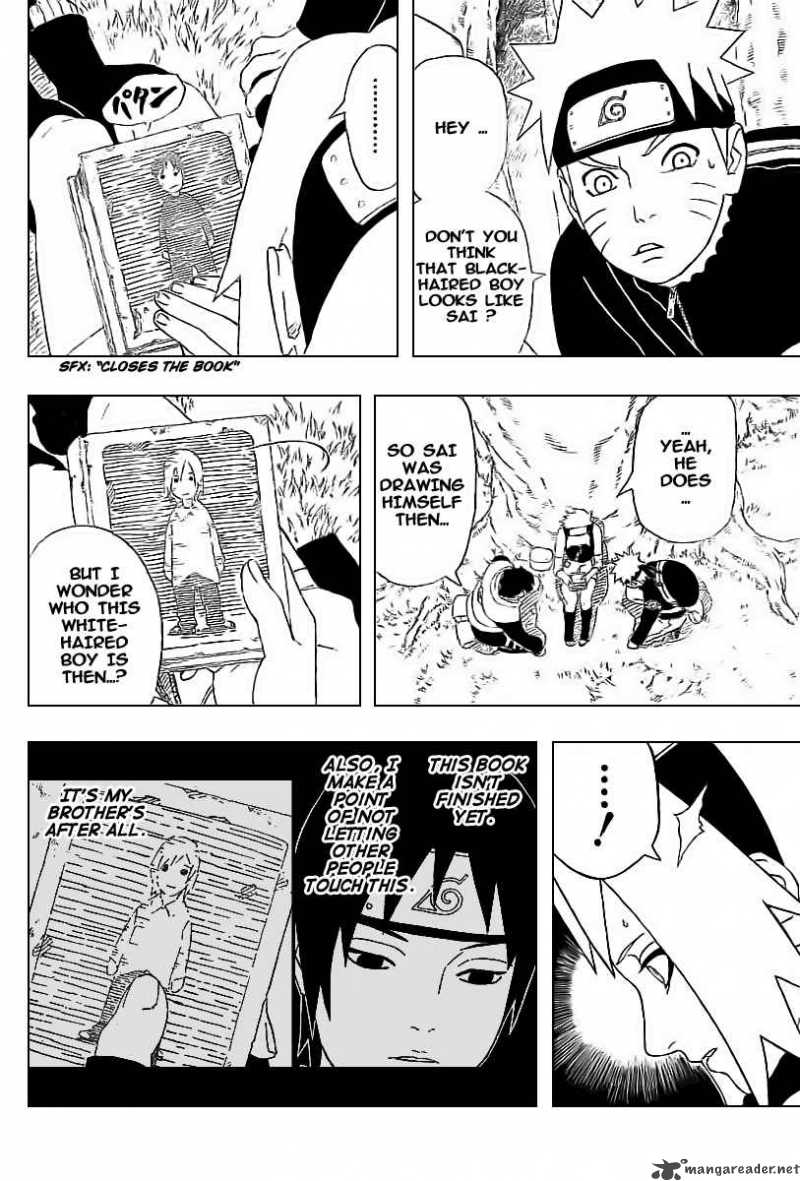 HEY ...
DON'T YOU
THINK
THAT BLACK-
HAIRED BOY
LOOKS LIKE
SAI ?
.........
パタン
SFX: "CLOSES THE BOOK"
...
YEAH,
HE
DOES
...
SO SAI
WAS
DRAWING
HIMSELF
THEN...
BUT I
WONDER
WHO THIS
WHITE-
HAIRED
BOY IS
THEN...?
.....!
THIS BOOK
ISN'T
FINISHED
YET.
ALSO, I
MAKE A
POINT
OF NOT
LETTING
OTHER
PEOPLE
TOUCH THIS.
IT'S MY
BROTHER'S
AFTER ALL.
mangareader.net